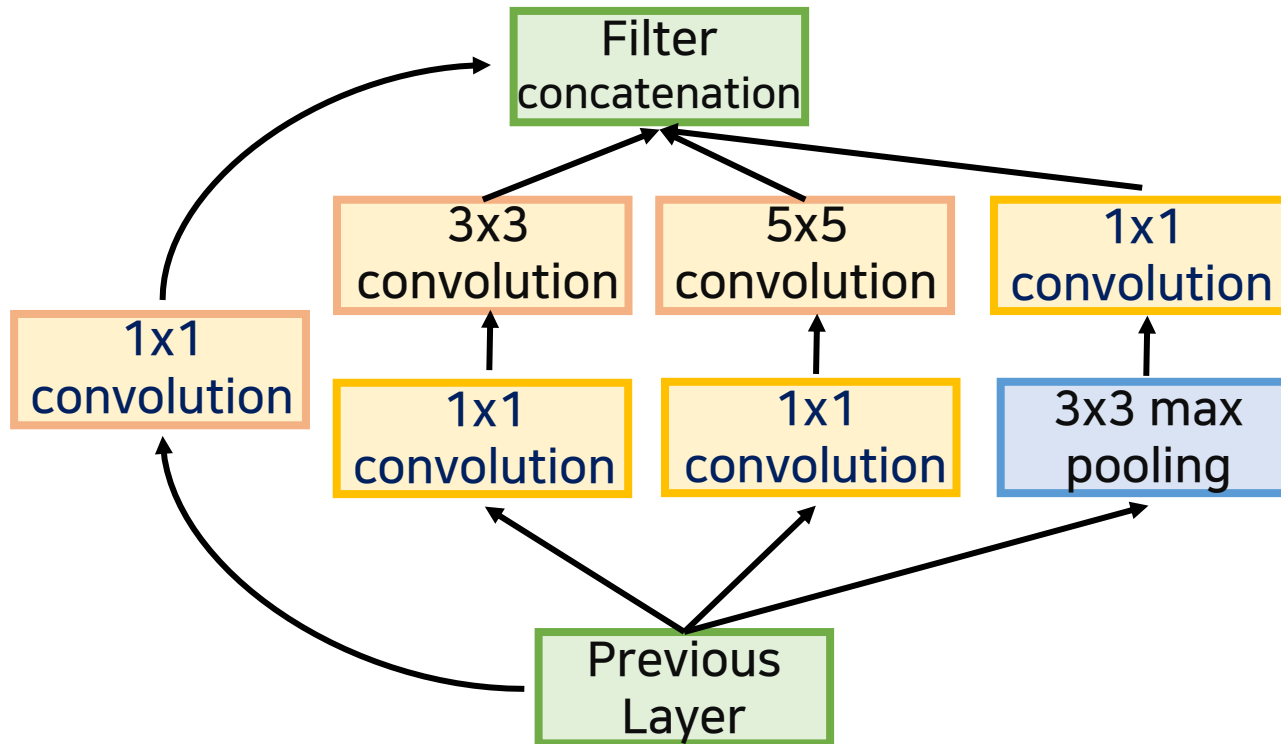 Filter
concatenation
3x3
convolution
5x5
convolution
1x1
convolution
1x1
convolution
1x1
convolution
1x1
convolution
3x3 max
pooling
Previous
Layer